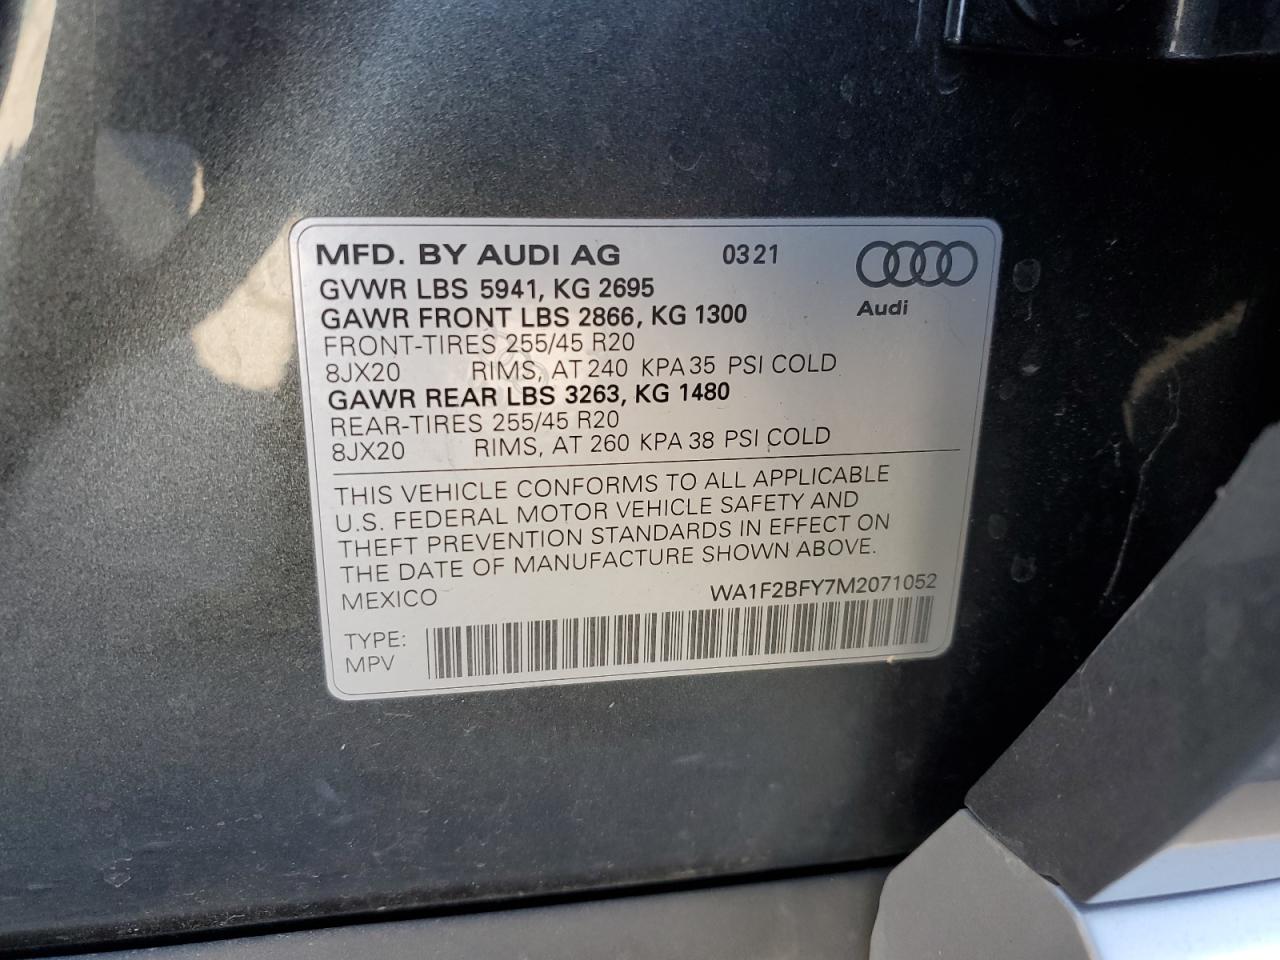 MFD. BY AUDI AG 0321
GVWR LBS 5941, KG 2695
Audi
GAWR FRONT LBS 2866, KG 1300
FRONT-TIRES 255/45 R20
8JX20 RIMS, AT 240 KPA 35 PSI COLD
GAWR REAR LBS 3263, KG 1480
REAR-TIRES 255/45 R20
8JX20 RIMS, AT 260 KPA 38 PSI COLD
THIS VEHICLE CONFORMS TO ALL APPLICABLE
U.S. FEDERAL MOTOR VEHICLE SAFETY AND
THEFT PREVENTION STANDARDS IN EFFECT ON
THE DATE OF MANUFACTURE SHOWN ABOVE.
MEXICO WA1F2BFY7M2071052
TYPE:
MPV